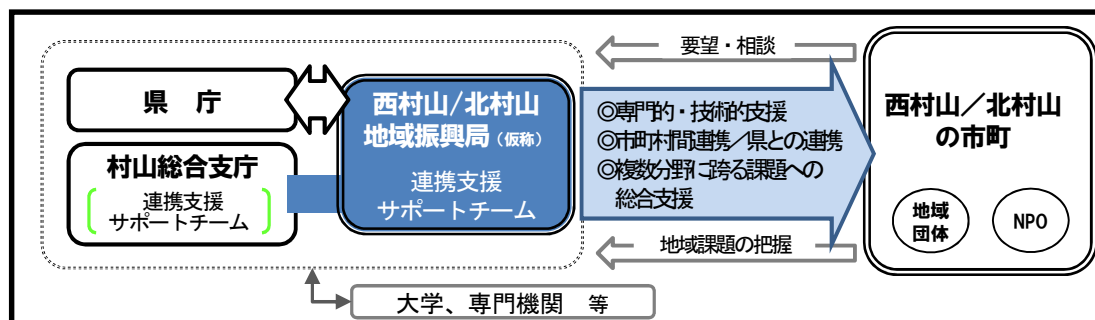 要望・相談
県　庁
西村山/北村山
地域振興局（仮称）
連携支援
サポートチーム
村山総合支庁
連携支援
サポートチーム
◎専門的・技術的支援
◎市町村間連携／県との連携
◎複数分野に跨る課題への
総合支援
西村山／北村山
の市町
地域
団体
NPO
地域課題の把握
大学、専門機関　等